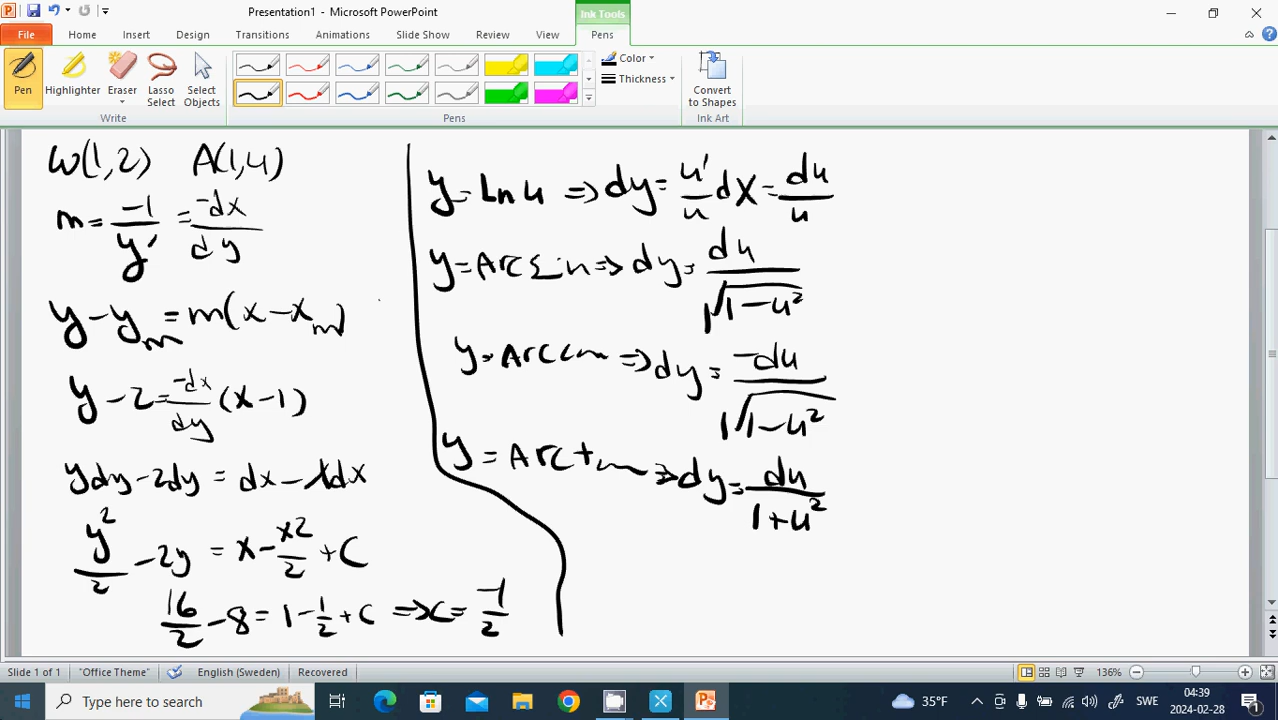 Presentation1 - Microsoft PowerPoint
Ink Tools
File Home Insert Design Transitions Animations Slide Show Review View Pens
Pen Highlighter Eraser Lasso Select Select Objects
Color
Thickness
Convert to Shapes
Write Pens Ink Art
W(1,2) A(1,4)
m = -1/y' = -dx/dy
y - y_m = m(x - x_m)
y - 2 = -dx/dy (x - 1)
ydy - 2dy = dx - xdx
y²/2 - 2y = x - x2/2 + C
16/2 - 8 = 1 - 1/2 + C => C = -1/2
y = Ln u => dy = u'/u dx = du/u
y = Arc Sin => dy = du/√(1-u²)
y = Arc => dy = -du/√(1-u²)
y = Arc => dy = du/(1+u²)
Slide 1 of 1 "Office Theme" English (Sweden) Recovered 136%
Type here to search
35°F
SWE
04:39
2024-02-28
1